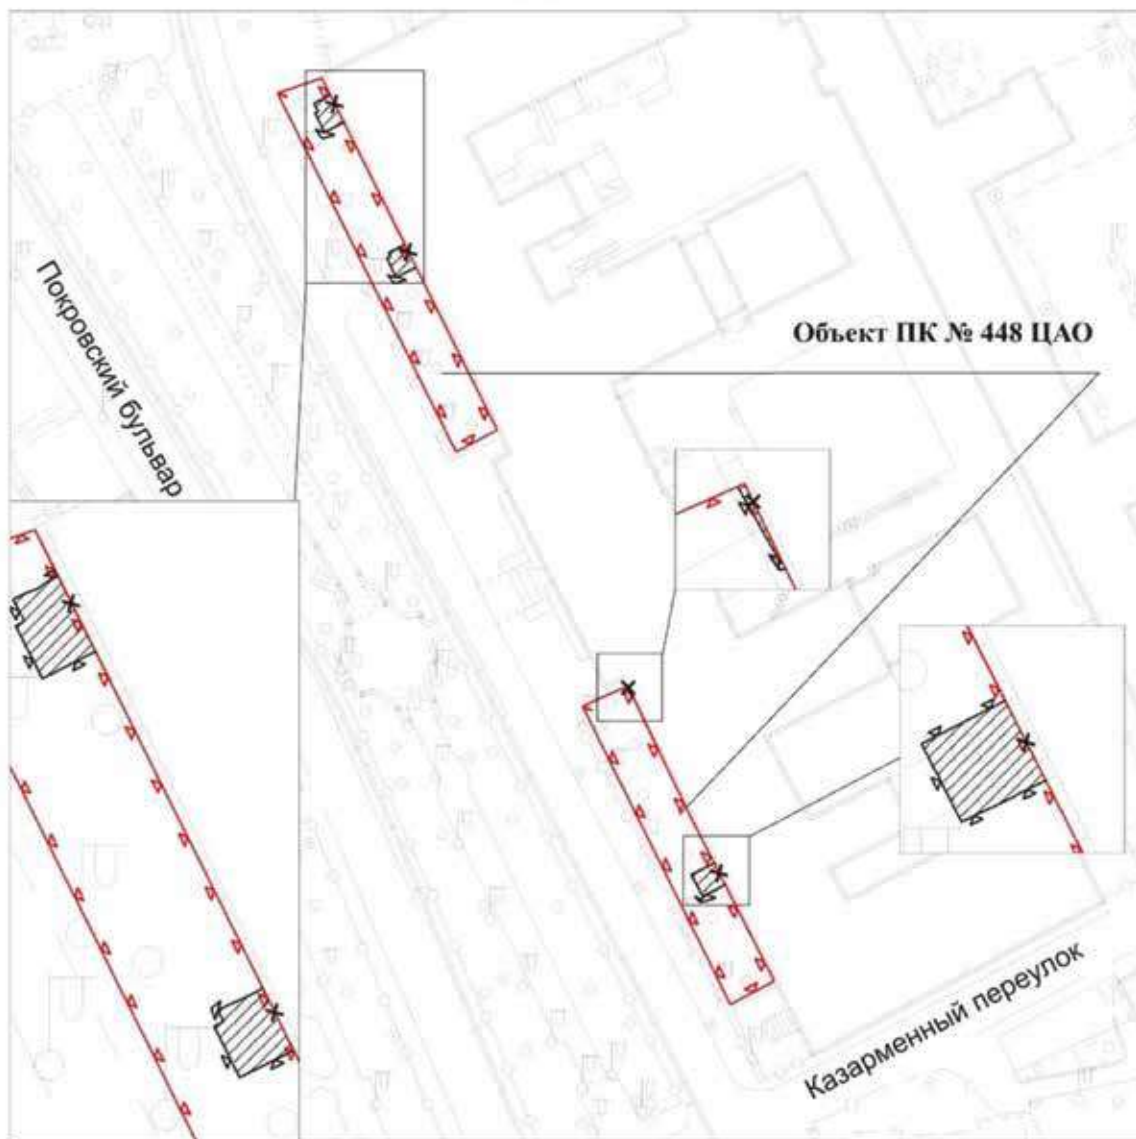 Объект ПК № 448 ЦАО
Покровский бульвар
Казарменный переулок